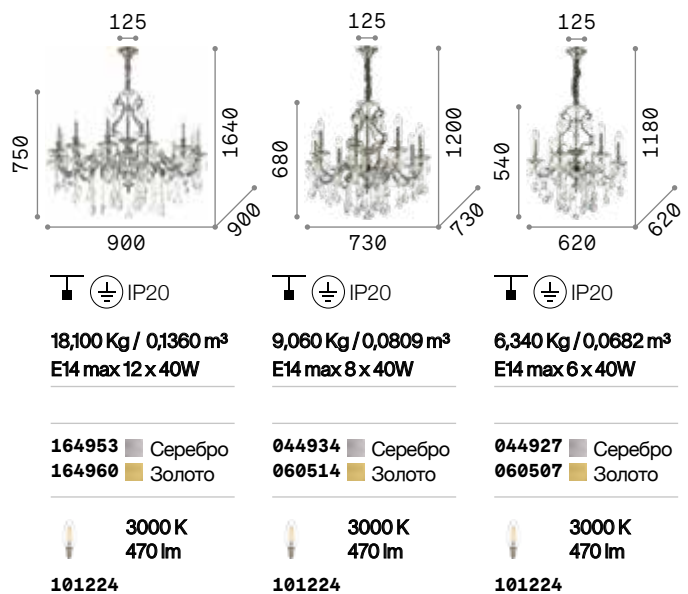 125
750
1640
900
900
IP20
18,100 Kg / 0,1360 m³
E14 max 12 x 40W
164953 Серебро
164960 Золото
3000 K
470 lm
101224
125
680
1200
730
730
IP20
9,060 Kg / 0,0809 m³
E14 max 8 x 40W
044934 Серебро
060514 Золото
3000 K
470 lm
101224
125
540
1180
620
620
IP20
6,340 Kg / 0,0682 m³
E14 max 6 x 40W
044927 Серебро
060507 Золото
3000 K
470 lm
101224